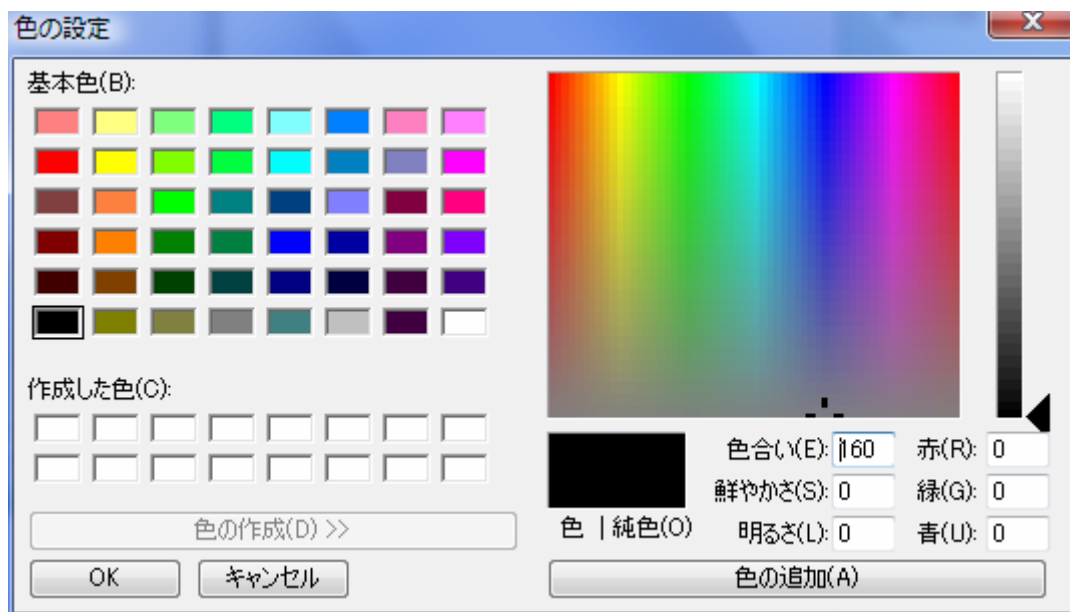 色の設定
基本色(B):
作成した色(C):
色の作成(D) >>
OK
キャンセル
色 | 純色(O)
色合い(E): 160
鮮やかさ(S): 0
明るさ(L): 0
赤(R): 0
緑(G): 0
青(U): 0
色の追加(A)